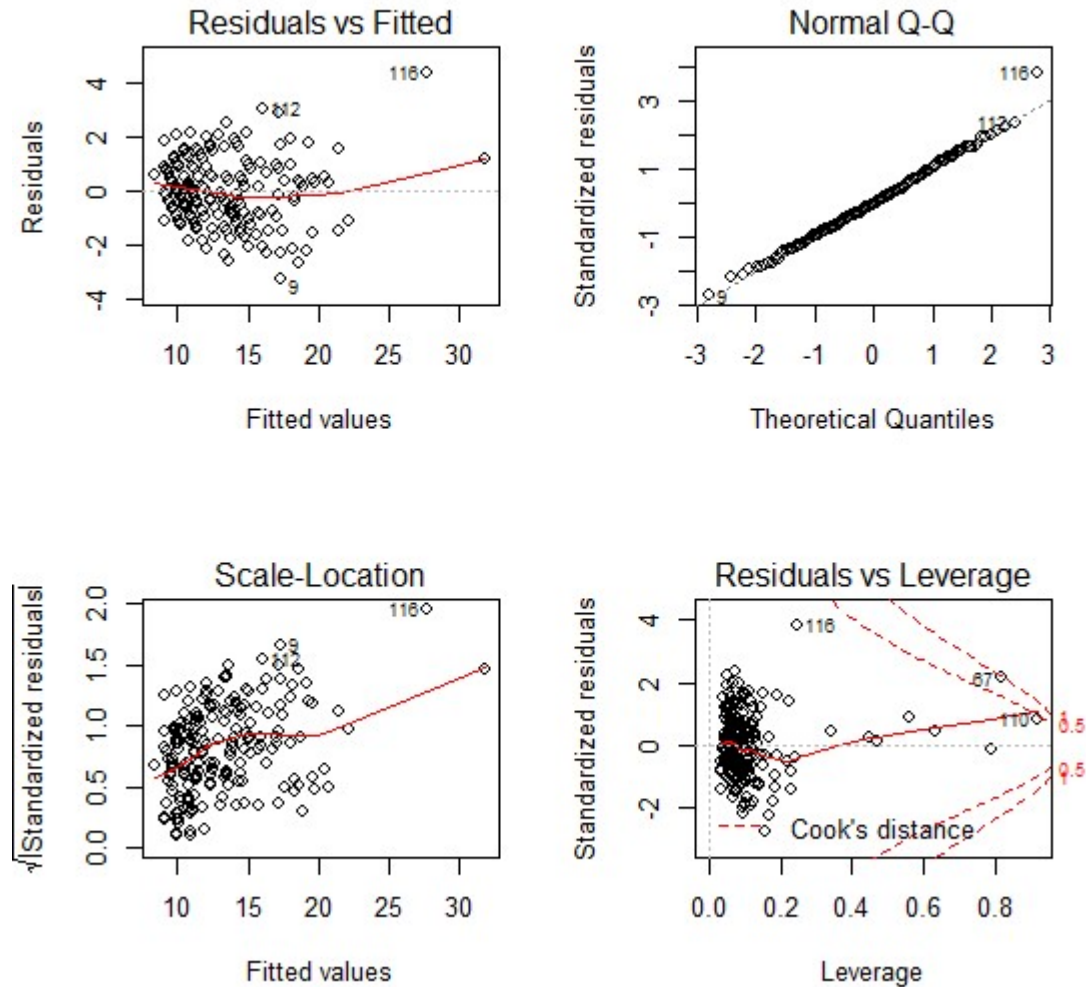 Residuals vs Fitted
Residuals
4
2
0
-2
-4
116
112
9
10 15 20 25 30
Fitted values
Normal Q-Q
Standardized residuals
3
1
-1
-3
116
112
9
-3 -2 -1 0 1 2 3
Theoretical Quantiles
Scale-Location
√|Standardized residuals|
2.0
1.5
1.0
0.5
0.0
116
9
112
10 15 20 25 30
Fitted values
Residuals vs Leverage
Standardized residuals
4
2
0
-2
116
67
110
1
0.5
0.5
1
Cook's distance
0.0 0.2 0.4 0.6 0.8
Leverage